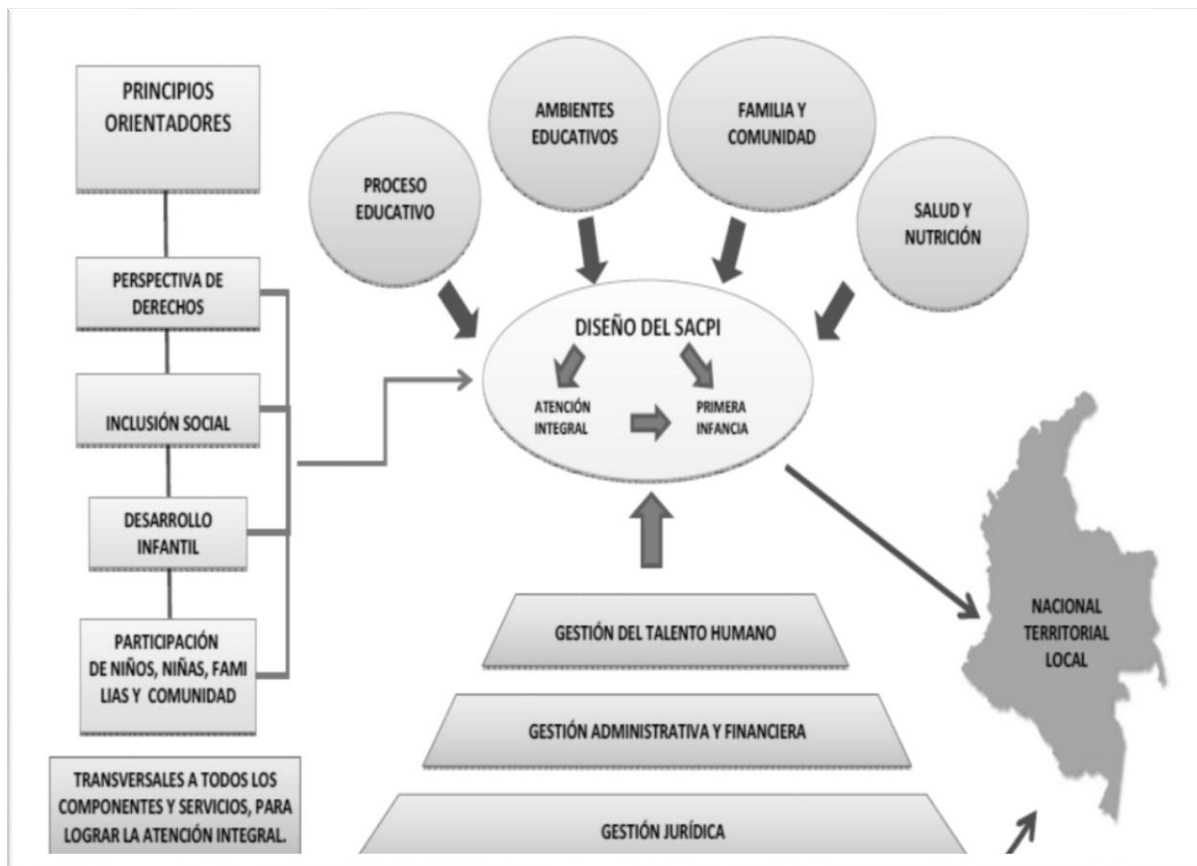 PRINCIPIOS
ORIENTADORES
PERSPECTIVA DE
DERECHOS
INCLUSIÓN SOCIAL
DESARROLLO
INFANTIL
PARTICIPACIÓN
DE NIÑOS, NIÑAS, FAMI
LIAS Y COMUNIDAD
TRANSVERSALES A TODOS LOS
COMPONENTES Y SERVICIOS, PARA
LOGRAR LA ATENCIÓN INTEGRAL.
PROCESO
EDUCATIVO
AMBIENTES
EDUCATIVOS
FAMILIA Y
COMUNIDAD
SALUD Y
NUTRICIÓN
DISEÑO DEL SACPI
ATENCIÓN
INTEGRAL
PRIMERA
INFANCIA
GESTIÓN DEL TALENTO HUMANO
GESTIÓN ADMINISTRATIVA Y FINANCIERA
GESTIÓN JURÍDICA
NACIONAL
TERRITORIAL
LOCAL